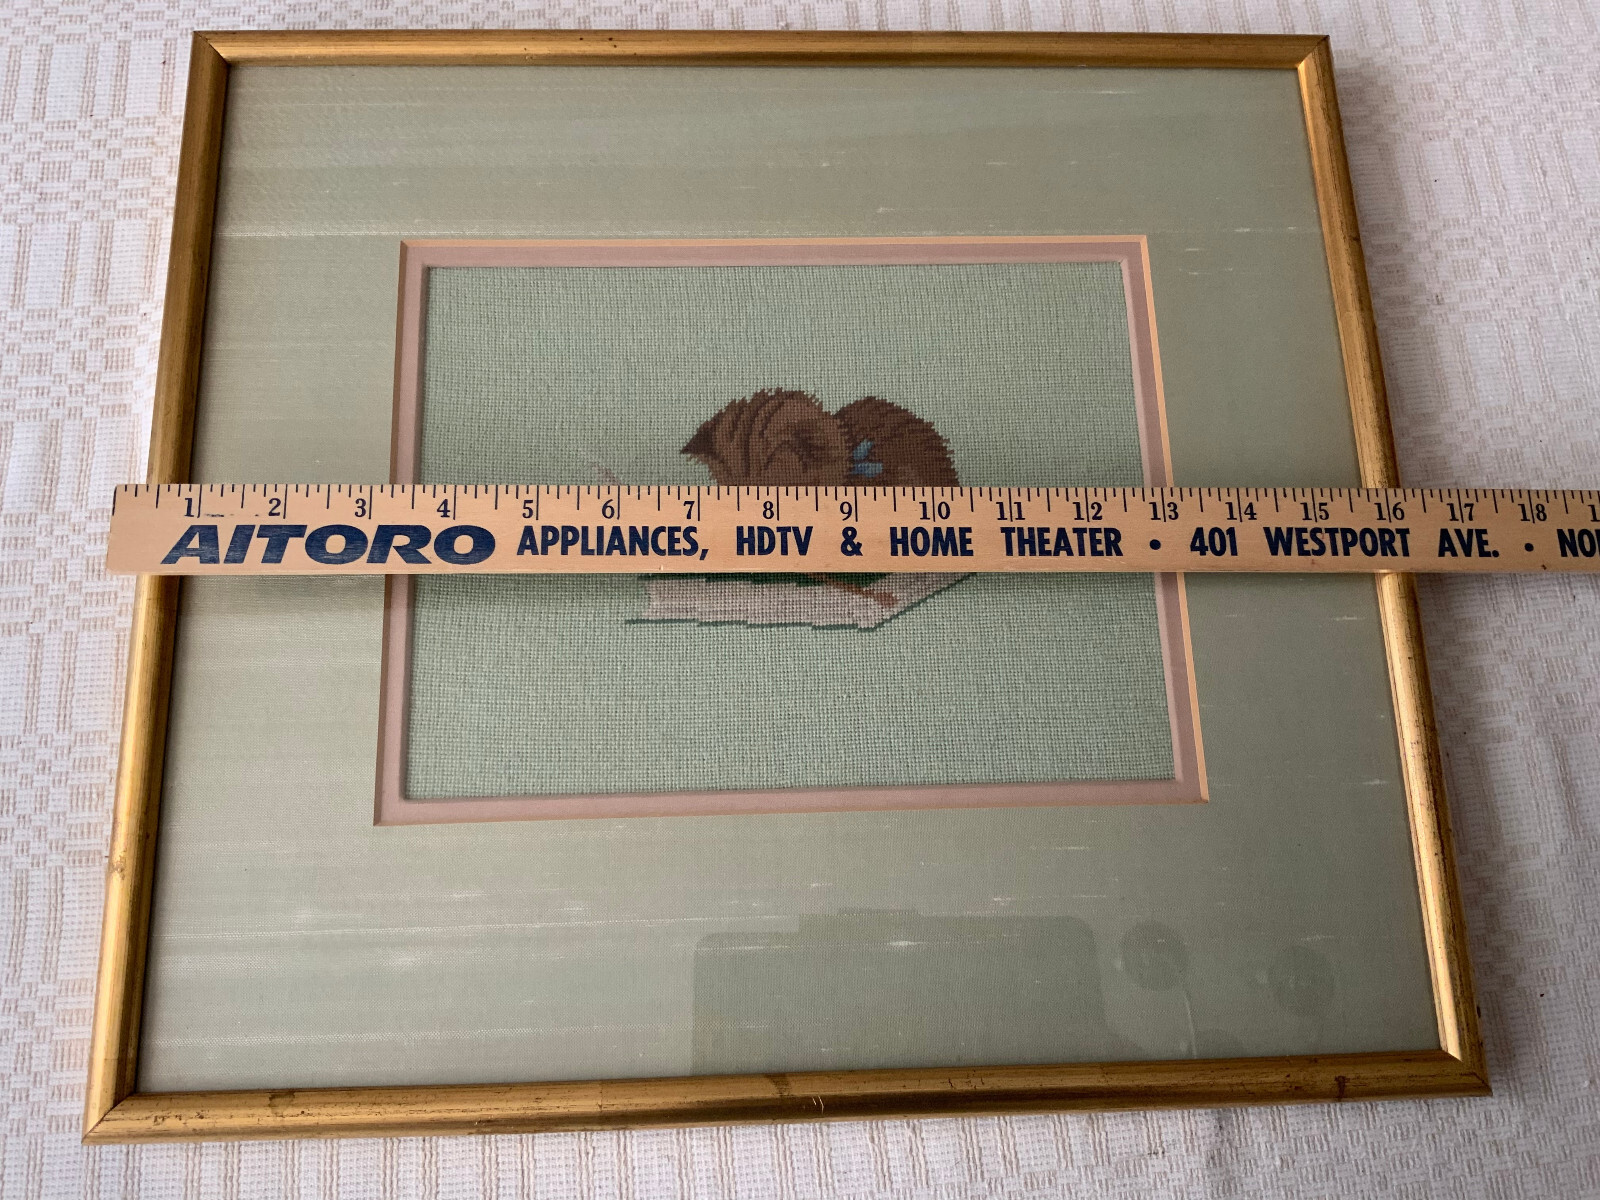 1 2 3 4 5 6 7 8 9 10 11 12 13 14 15 16 17 18
AITORO APPLIANCES, HDTV & HOME THEATER • 401 WESTPORT AVE. •